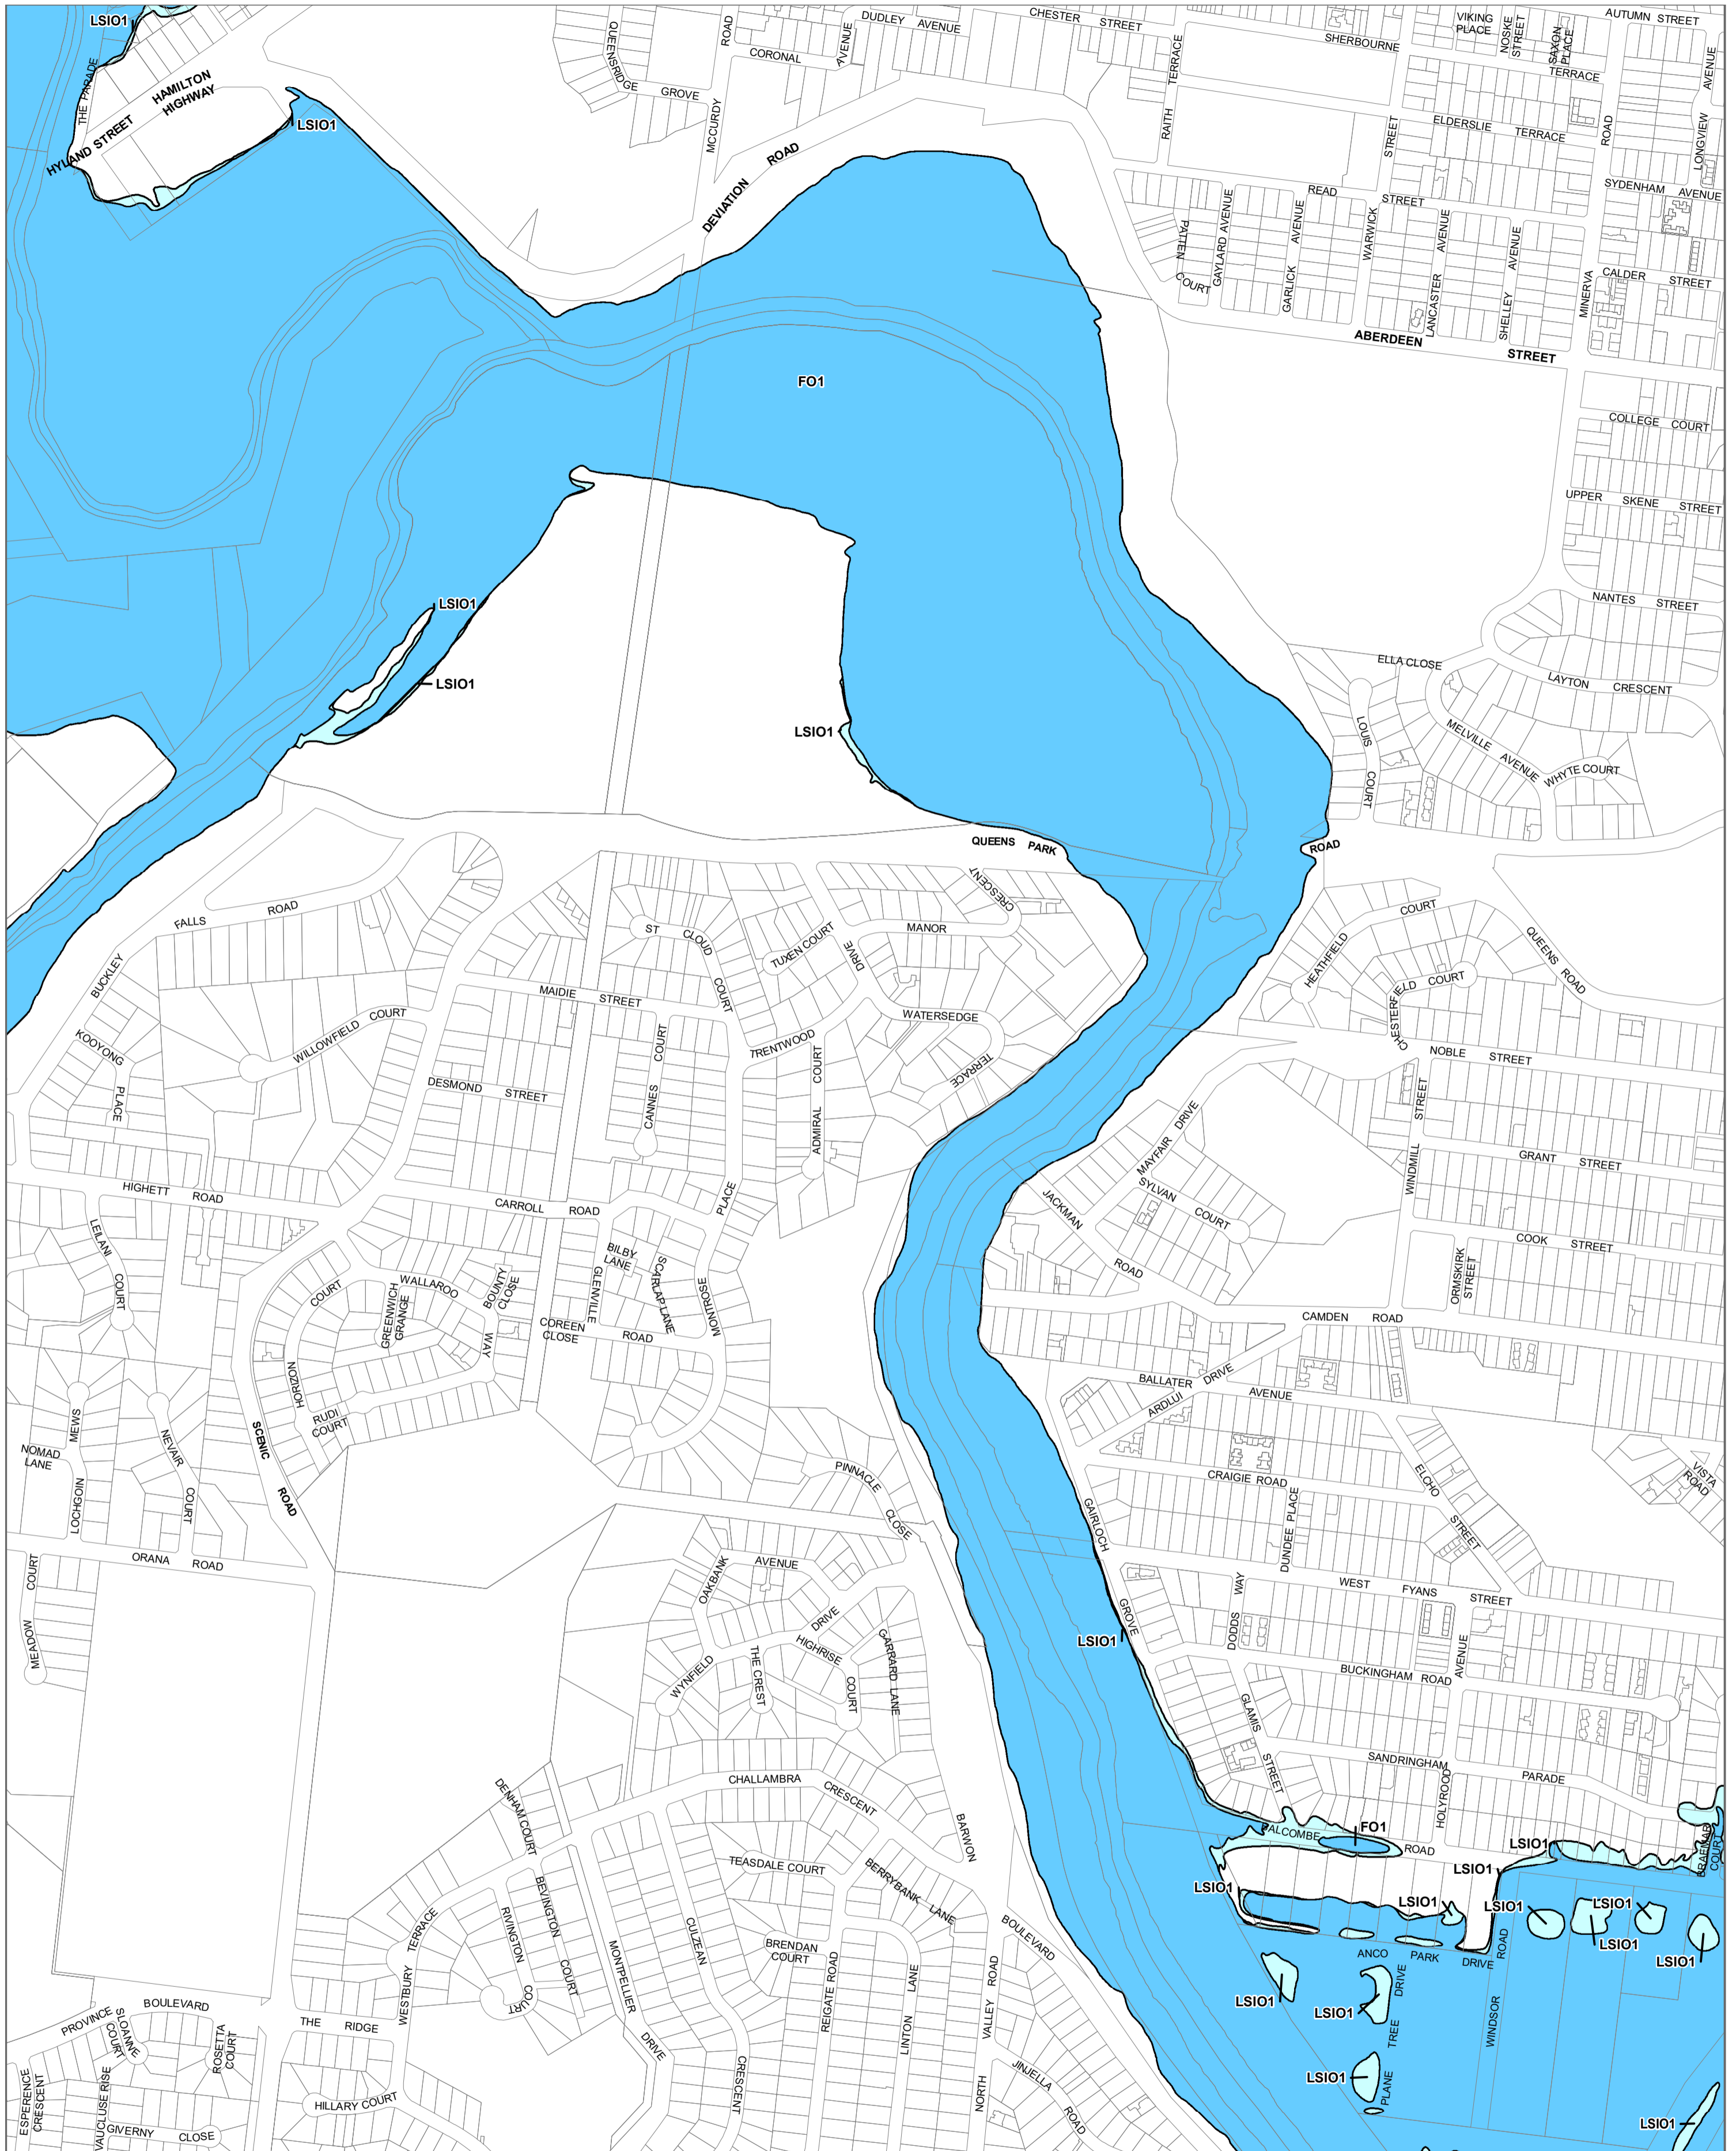 LSIO1
THE PARADE
HAMILTON
HIGHWAY
HYLAND STREET
LSIO1
QUEENSRIDGE
GROVE
MCCURDY
ROAD
CORONAL
AVENUE
DUDLEY AVENUE
CHESTER STREET
RAITH
TERRACE
SHERBOURNE
TERRACE
VIKING
PLACE
NOSKE
STREET
SAXON
PLACE
AUTUMN STREET
AVENUE
LONGVIEW
ELDERSLIE TERRACE
STREET
ROAD
SYDENHAM AVENUE
DEVIATION ROAD
READ
STREET
PATTEN
COURT
GAYLARD AVENUE
GARLICK AVENUE
WARWICK
LANCASTER AVENUE
SHELLEY AVENUE
MINERVA
CALDER STREET
ABERDEEN
STREET
FO1
COLLEGE COURT
UPPER SKENE STREET
NANTES STREET
LSIO1
LSIO1
LSIO1
ELLA CLOSE
LAYTON CRESCENT
LOUIS
COURT
MELVILLE AVENUE
WHYTE COURT
QUEENS PARK
ROAD
FALLS
ROAD
BUCKLEY
ST CLOUD
COURT
TUXEN COURT
DRIVE
MANOR
CRESCENT
HEATHFIELD
COURT
CHESTERFIELD COURT
QUEENS ROAD
MAIDIE STREET
WATERSEDGE
TERRACE
TRENTWOOD
WILLOWFIELD COURT
KOOYONG
PLACE
DESMOND STREET
CANNES COURT
ADMIRAL COURT
NOBLE STREET
MAYFAIR DRIVE
WINDMILL
STREET
GRANT STREET
HIGHETT ROAD
CARROLL ROAD
PLACE
JACKMAN
ROAD
SYLVAN
COURT
COOK STREET
ORMSKIRK
STREET
LEILANI
COURT
COURT
HORIZON
GREENWICH
GRANGE
WALLAROO
WAY
BOUNTY
CLOSE
BILBY
LANE
SCARLAP LANE
GLENVILLE
MONTROSE
COREEN
CLOSE
ROAD
CAMDEN ROAD
BALLATER
AVENUE
ARDLUI DRIVE
RUDI
COURT
SCENIC
ROAD
MEWS
NOMAD
LANE
LOCHGOIN
NEVAIR
COURT
PINNACLE
CLOSE
CRAIGIE ROAD
DUNDEE PLACE
ELCHO
STREET
VISTA
ROAD
GAIRLOCH
GROVE
ORANA ROAD
MEADOW COURT
OAKBANK
AVENUE
WYNFIELD
DRIVE
THE CREST
HIGHRISE
COURT
GARRARD LANE
WEST FYANS STREET
DODDS WAY
LSIO1
BUCKINGHAM ROAD
AVENUE
GLAMIS
STREET
SANDRINGHAM
PARADE
HOLYROOD
CHALLAMBRA
CRESCENT
DENHAM COURT
BARWON
TEASDALE COURT
BERRYBANK
LANE
BALCOMBE
FO1
ROAD
LSIO1
LSIO1
BRAEMAR
COURT
LSIO1
LSIO1
LSIO1
LSIO1
LSIO1
LSIO1
ANCO PARK
DRIVE
ROAD
WINDSOR
LSIO1
LSIO1
TREE
DRIVE
PLANE
LSIO1
LSIO1
WESTBURY TERRACE
RIVINGTON
COURT
BEVINGTON
COURT
MONTPELLIER
DRIVE
CULZEAN
CRESCENT
BRENDAN
COURT
REIGATE ROAD
LINTON LANE
BOULEVARD
NORTH
VALLEY ROAD
JINJELLA
ROAD
PROVINCE
BOULEVARD
SLOANNE
COURT
ROSETTA
COURT
THE RIDGE
ESPERENCE
CRESCENT
VAUCLUSE RISE
GIVERNY CLOSE
HILLARY COURT